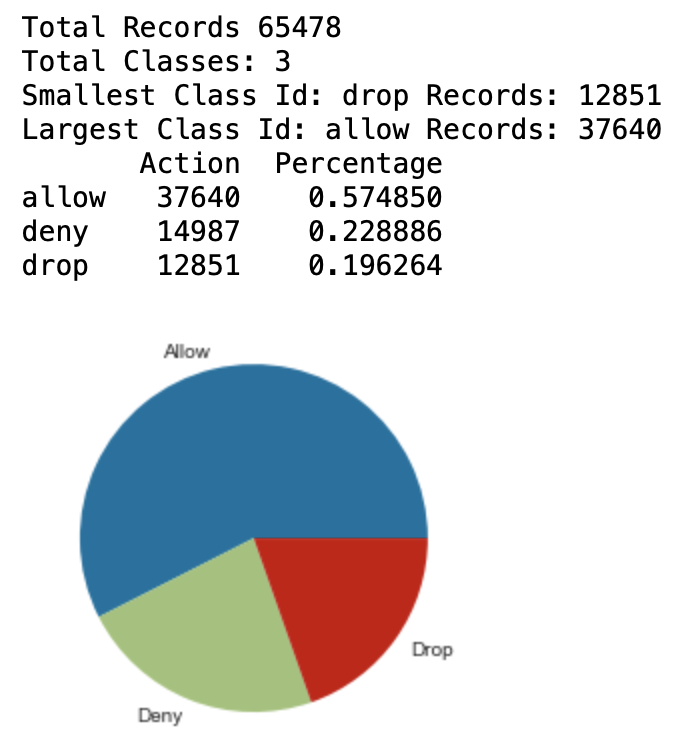 Total Records 65478
Total Classes: 3
Smallest Class Id: drop Records: 12851
Largest Class Id: allow Records: 37640
Action Percentage
allow 37640 0.574850
deny 14987 0.228886
drop 12851 0.196264
Allow
Drop
Deny